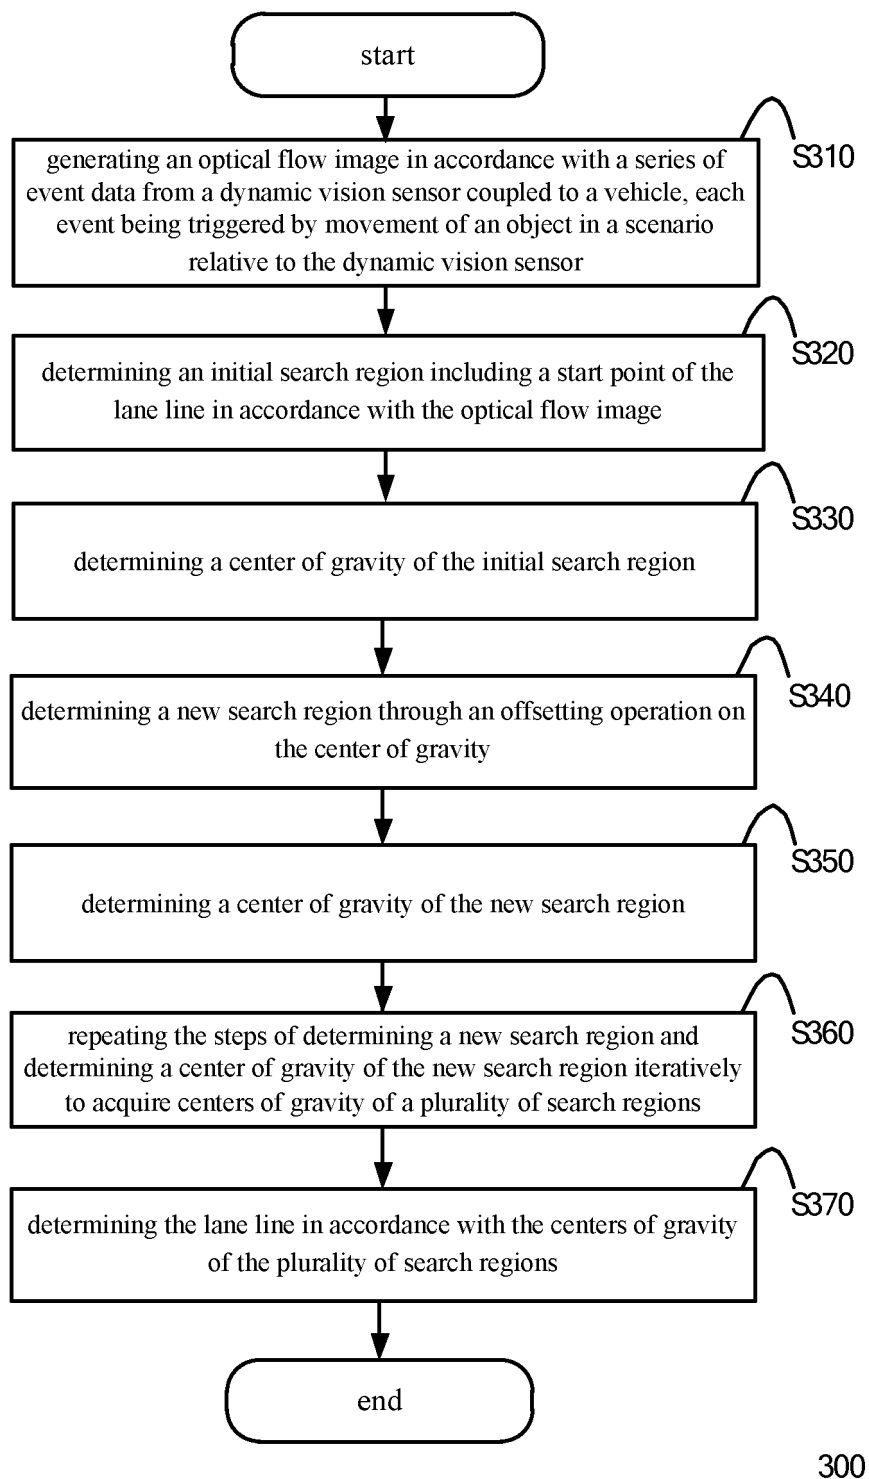 start
S310
generating an optical flow image in accordance with a series of
event data from a dynamic vision sensor coupled to a vehicle, each
event being triggered by movement of an object in a scenario
relative to the dynamic vision sensor
S320
determining an initial search region including a start point of the
lane line in accordance with the optical flow image
S330
determining a center of gravity of the initial search region
S340
determining a new search region through an offsetting operation on
the center of gravity
S350
determining a center of gravity of the new search region
S360
repeating the steps of determining a new search region and
determining a center of gravity of the new search region iteratively
to acquire centers of gravity of a plurality of search regions
S370
determining the lane line in accordance with the centers of gravity
of the plurality of search regions
end
300